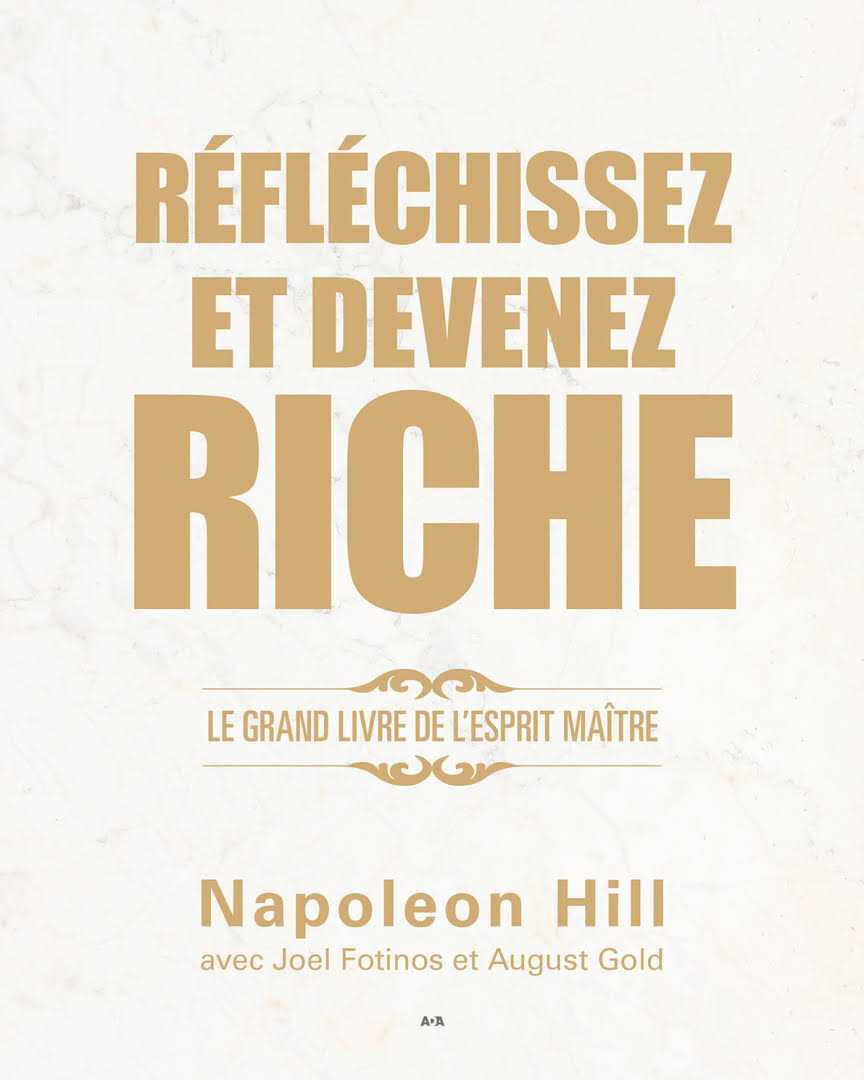 RÉFLÉCHISSEZ
ET DEVENEZ
RICHE
LE GRAND LIVRE DE L'ESPRIT MAÎTRE
Napoleon Hill
avec Joel Fotinos et August Gold
ADA